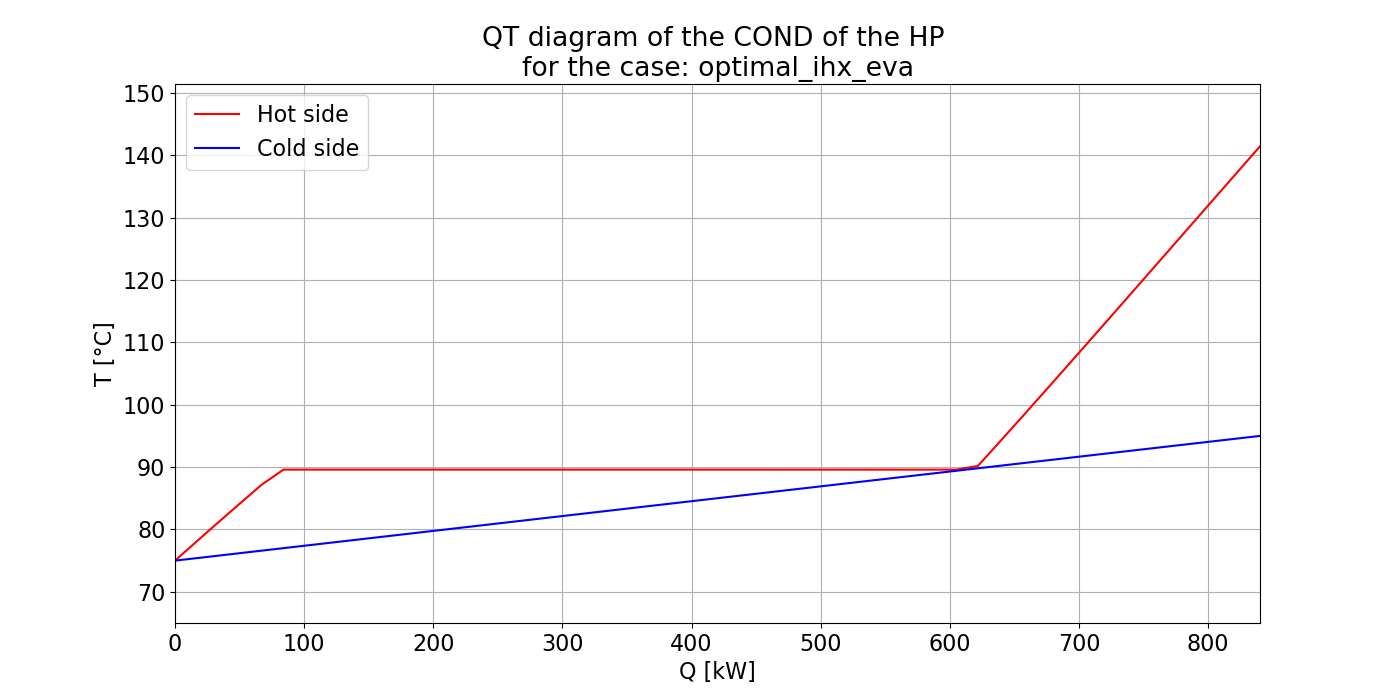 QT diagram of the COND of the HP
for the case: optimal_ihx_eva
Hot side
Cold side
T [°C]
150
140
130
120
110
100
90
80
70
0 100 200 300 400 500 600 700 800
Q [kW]